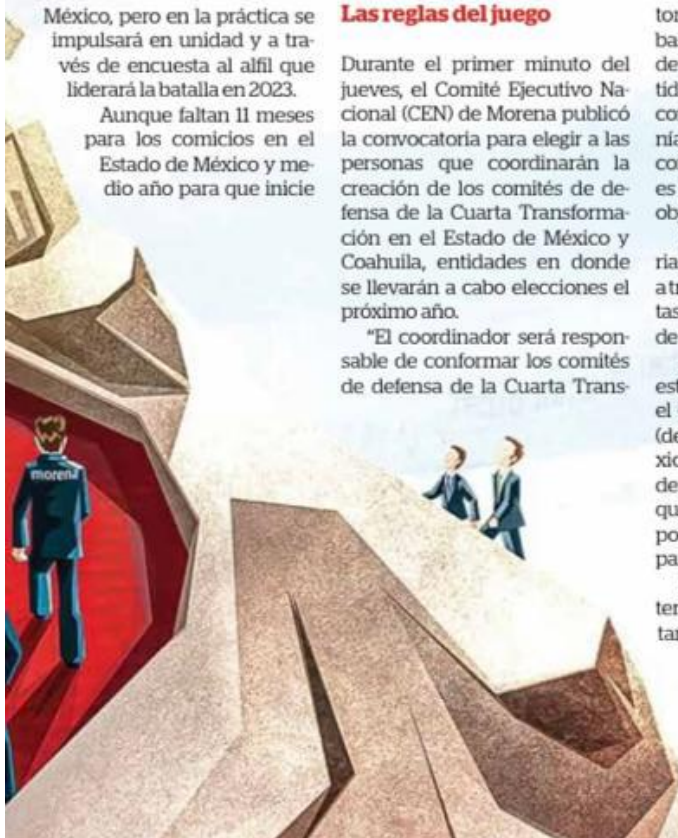 México, pero en la práctica se
impulsará en unidad y a tra-
vés de encuesta al alfil que
liderará la batalla en 2023.
Aunque faltan 11 meses
para los comicios en el
Estado de México y me-
dio año para que inicie
Las reglas del juego
Durante el primer minuto del
jueves, el Comité Ejecutivo Na-
cional (CEN) de Morena publicó
la convocatoria para elegir a las
personas que coordinarán la
creación de los comités de de-
fensa de la Cuarta Transforma-
ción en el Estado de México y
Coahuila, entidades en donde
se llevarán a cabo elecciones el
próximo año.
"El coordinador será respon-
sable de conformar los comités
de defensa de la Cuarta Trans-
morena